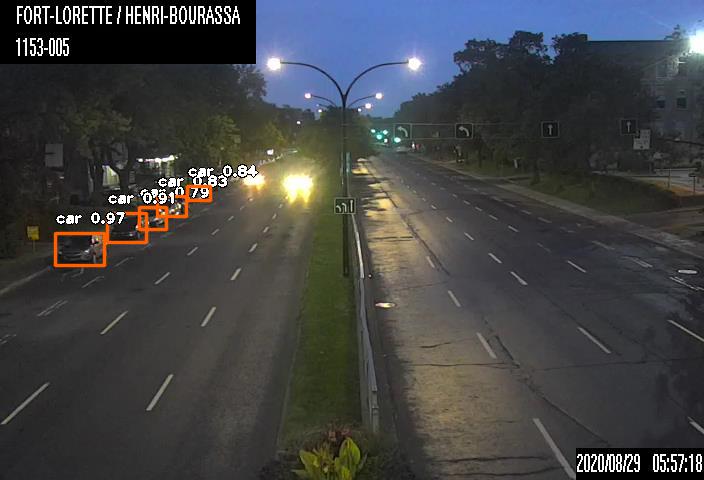 FORT-LORETTE / HENRI-BOURASSA
1153-005
car 0.84
car 0.83
0.79
car 0.91
car 0.97
2020/08/29 05:57:18